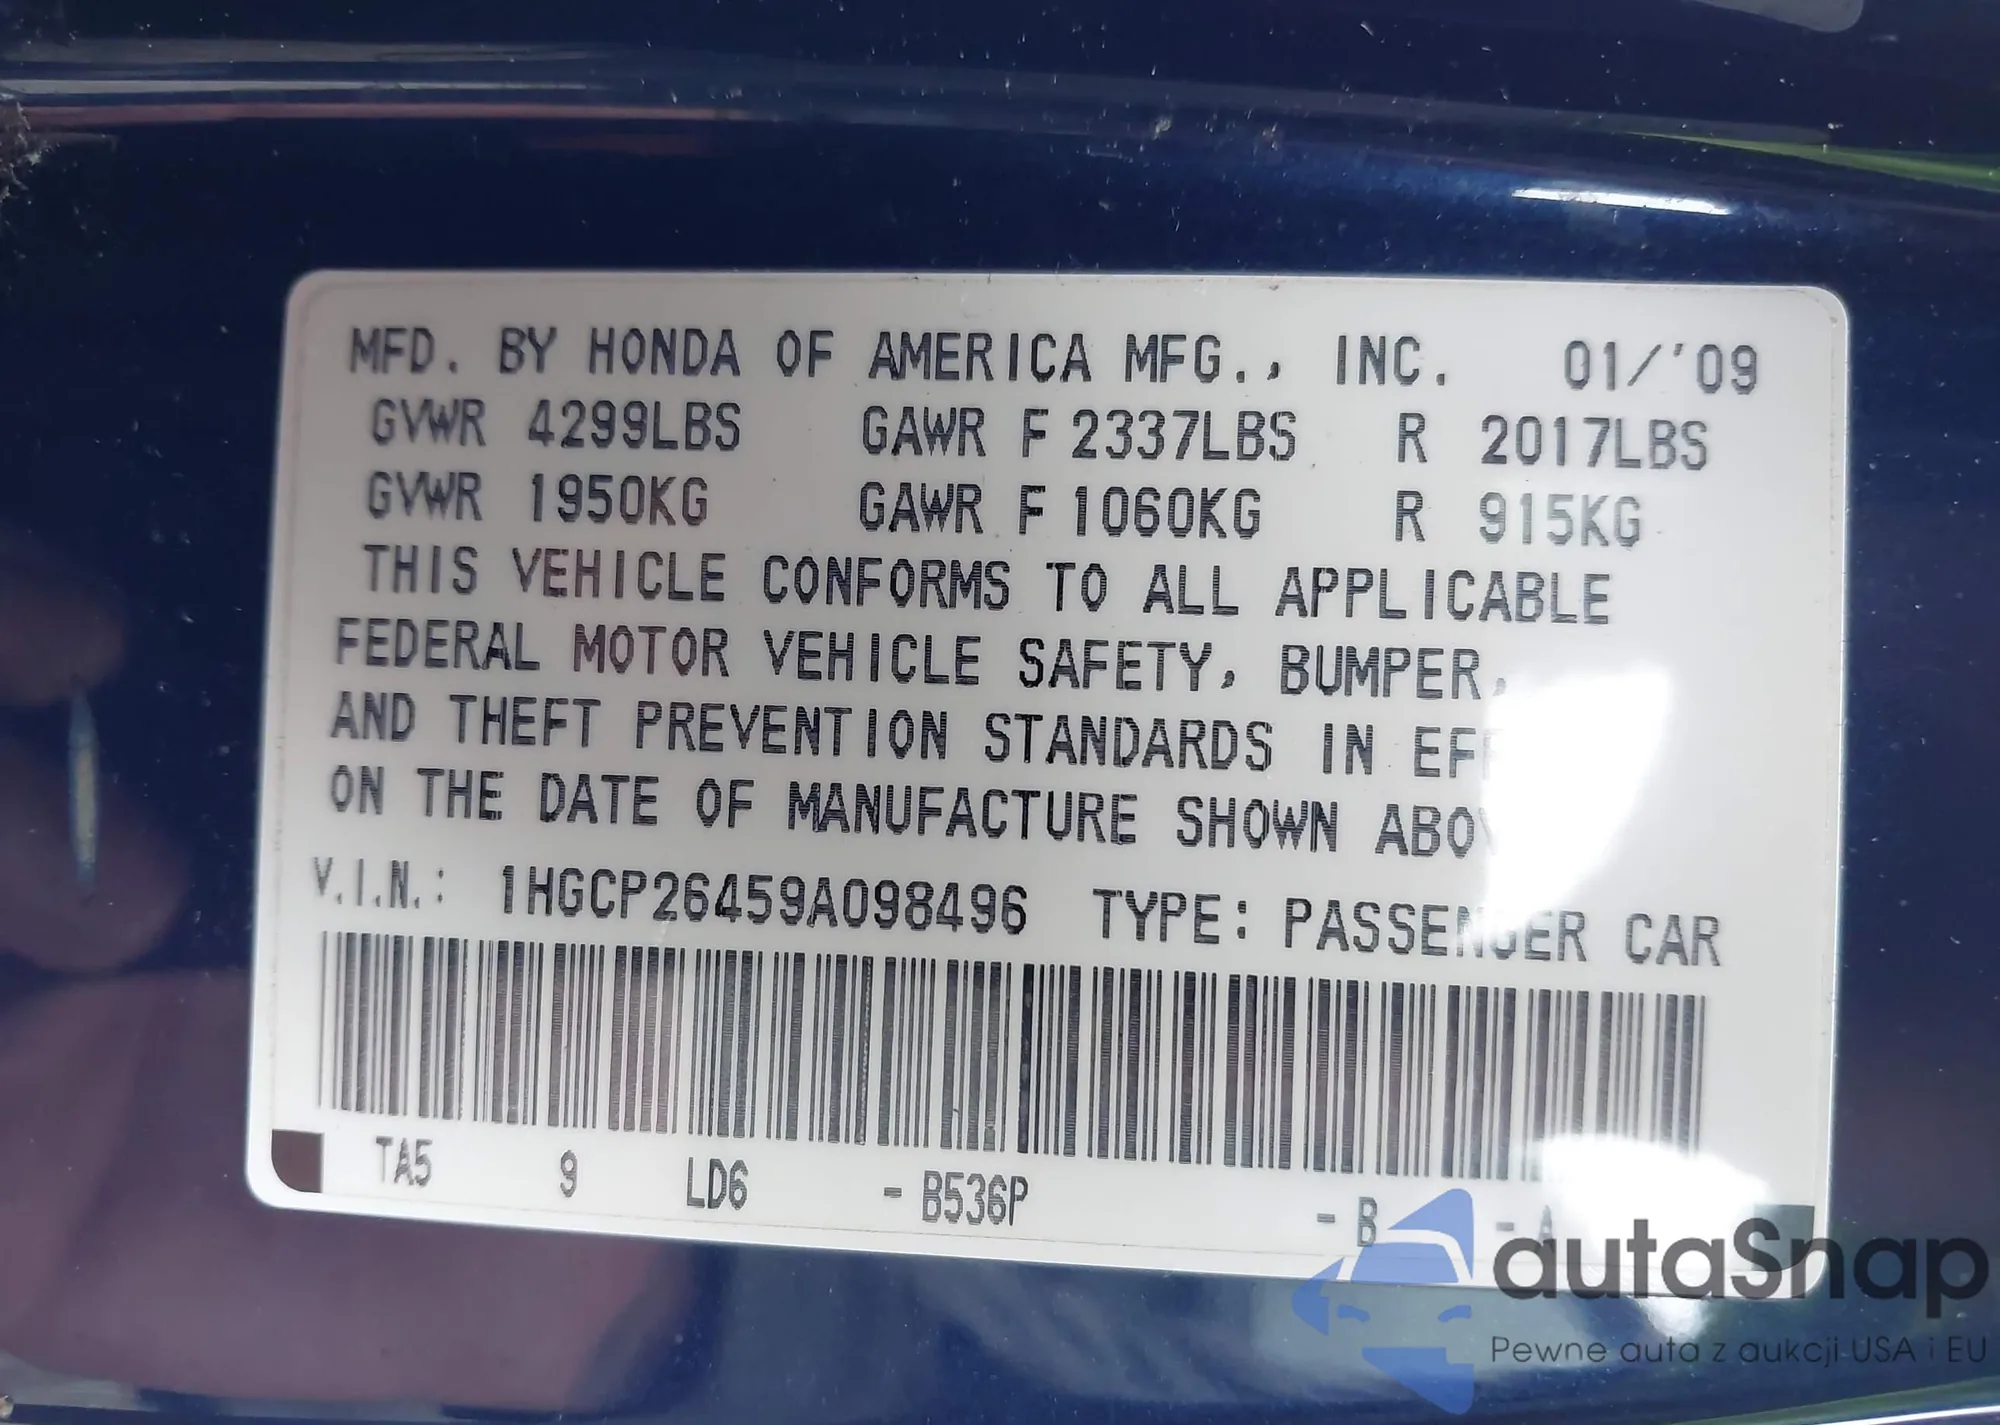 MFD. BY HONDA OF AMERICA MFG., INC. 01/'09
GVWR 4299LBS GAWR F 2337LBS R 2017LBS
GVWR 1950KG GAWR F 1060KG R 915KG
THIS VEHICLE CONFORMS TO ALL APPLICABLE
FEDERAL MOTOR VEHICLE SAFETY, BUMPER,
AND THEFT PREVENTION STANDARDS IN
ON THE DATE OF MANUFACTURE SHOWN
V.I.N.: 1HGCP26459A098496 TYPE: PASSENGER CAR
TA5 9 LD6 - B536P - B - A
autaSnap
Pewne auta z aukcji USA i EU